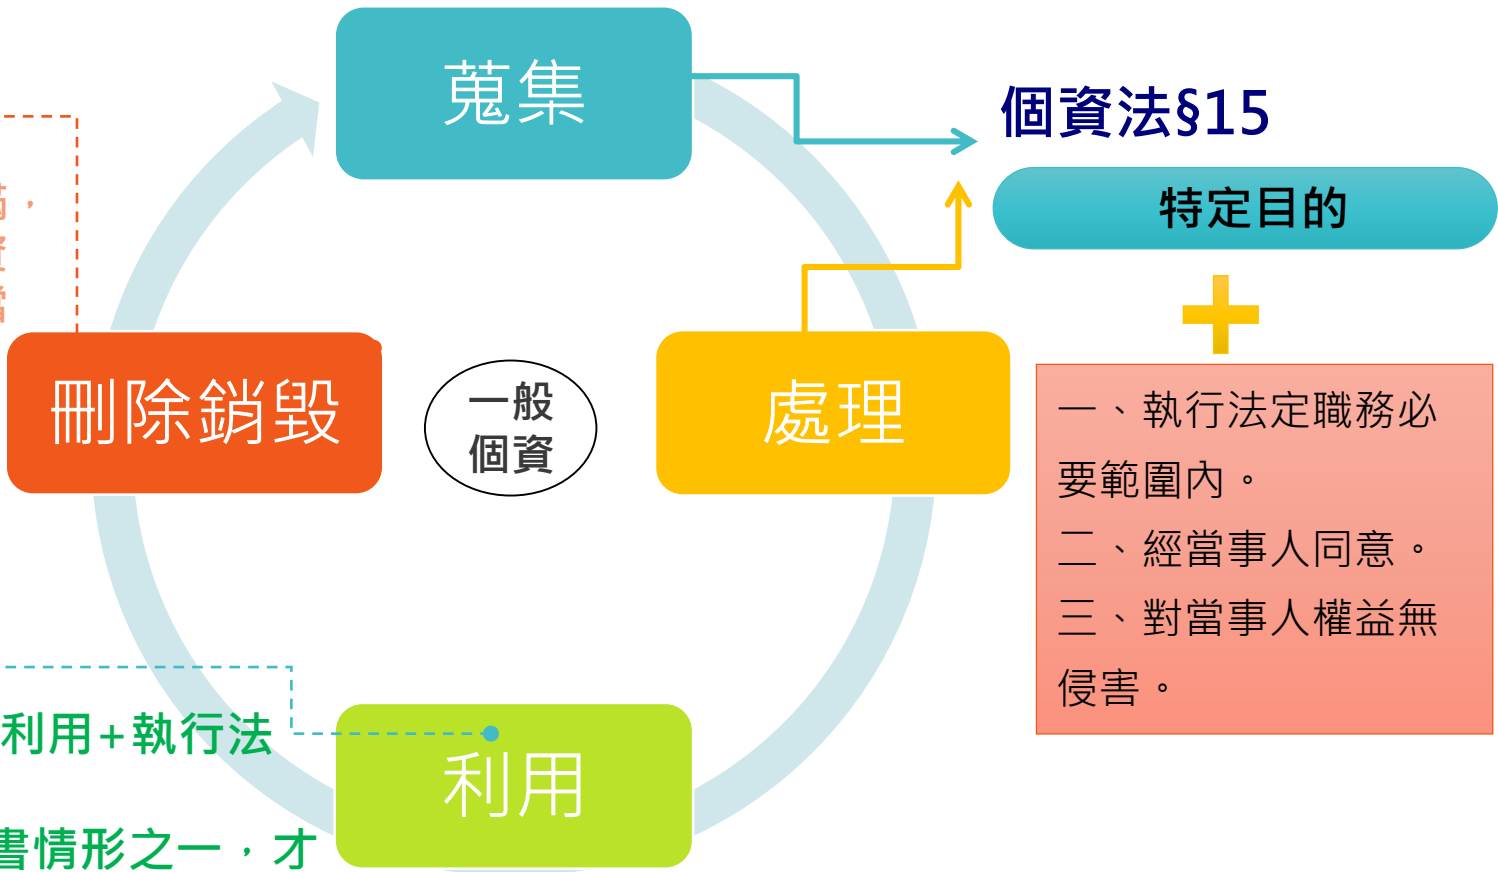 蒐集
個資法§15
特定目的
刪除銷毀
一般
個資
處理
一、執行法定職務必
要範圍內。
二、經當事人同意。
三、對當事人權益無
侵害。
利用+執行法
利用
書情形之一，才